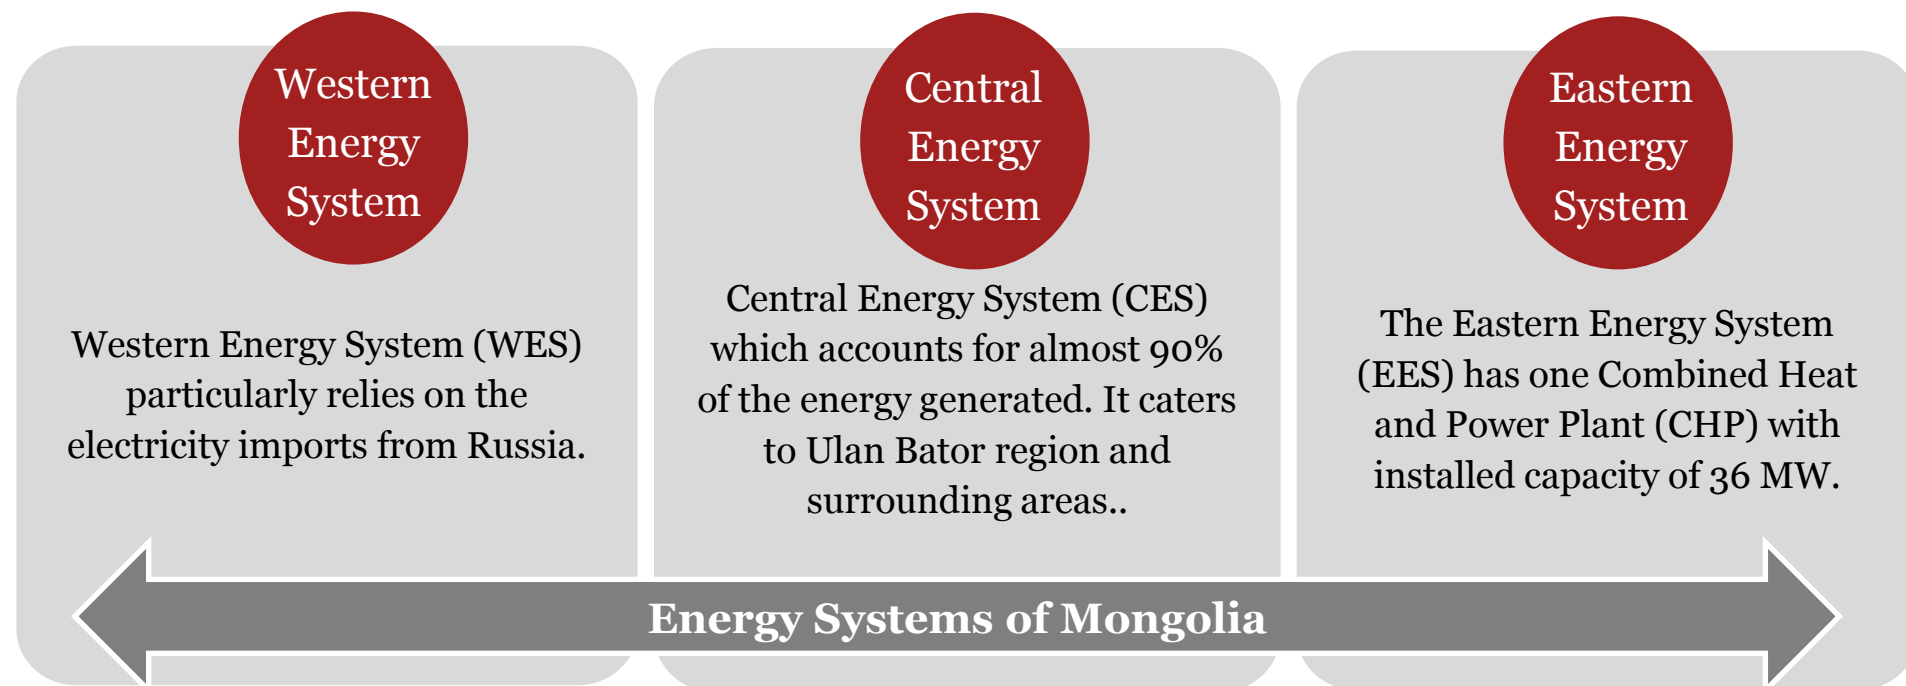 Western
Energy
System
Western Energy System (WES)
particularly relies on the
electricity imports from Russia.
Central
Energy
System
Central Energy System (CES)
which accounts for almost 90%
of the energy generated. It caters
to Ulan Bator region and
surrounding areas..
Eastern
Energy
System
The Eastern Energy System
(EES) has one Combined Heat
and Power Plant (CHP) with
installed capacity of 36 MW.
Energy Systems of Mongolia